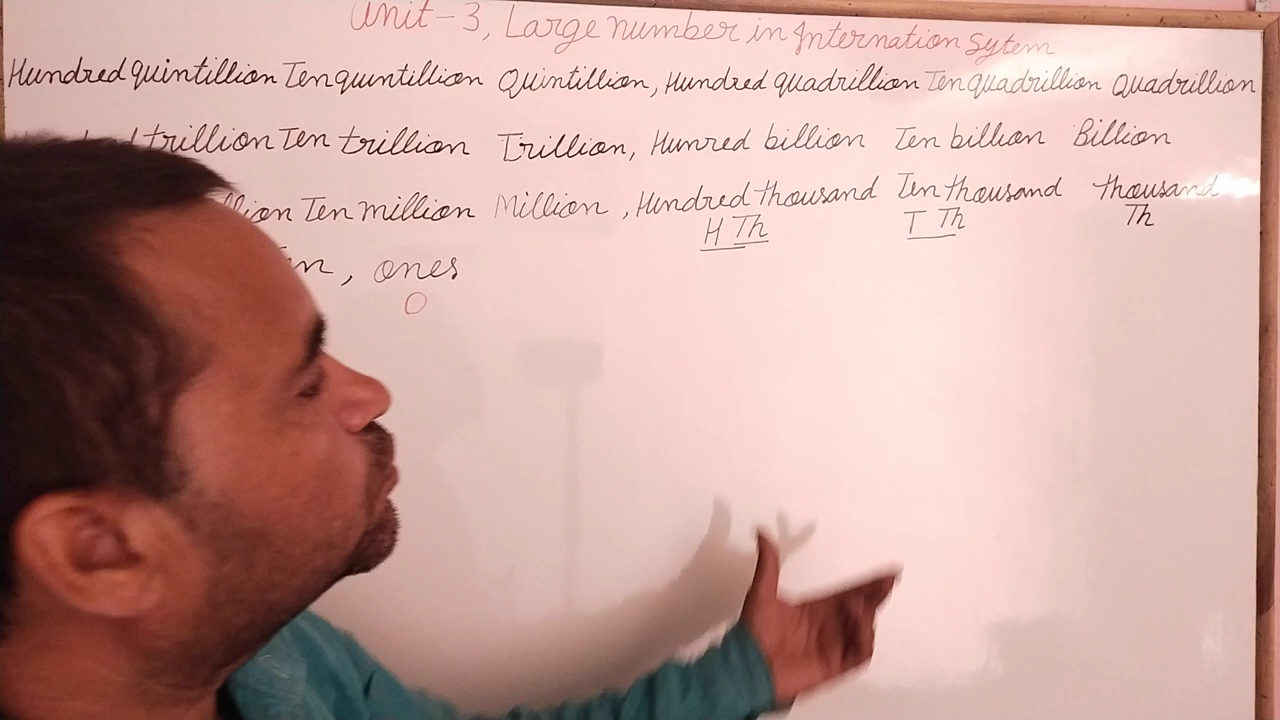 Unit-3, Large number in Internation Sytem
Hundred quintillion Ten quintillion Quintillion, Hundred quadrillion Ten quadrillion Quadrillion
trillion Ten trillion Trillion, Hunred billion Ten billion Billion
Ten million Million, Hundred thousand Ten thousand thousand
H Th T Th Th
, ones
O